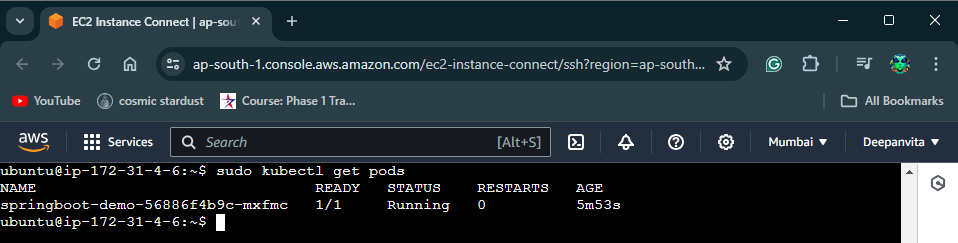 EC2 Instance Connect | ap-sout
ap-south-1.console.aws.amazon.com/ec2-instance-connect/ssh?region=ap-south...
YouTube cosmic stardust Course: Phase 1 Tra... All Bookmarks
aws Services Search [Alt+S] Mumbai Deepanvita
ubuntu@ip-172-31-4-6:~$ sudo kubectl get pods
NAME READY STATUS RESTARTS AGE
springboot-demo-56886f4b9c-mxfmc 1/1 Running 0 5m53s
ubuntu@ip-172-31-4-6:~$